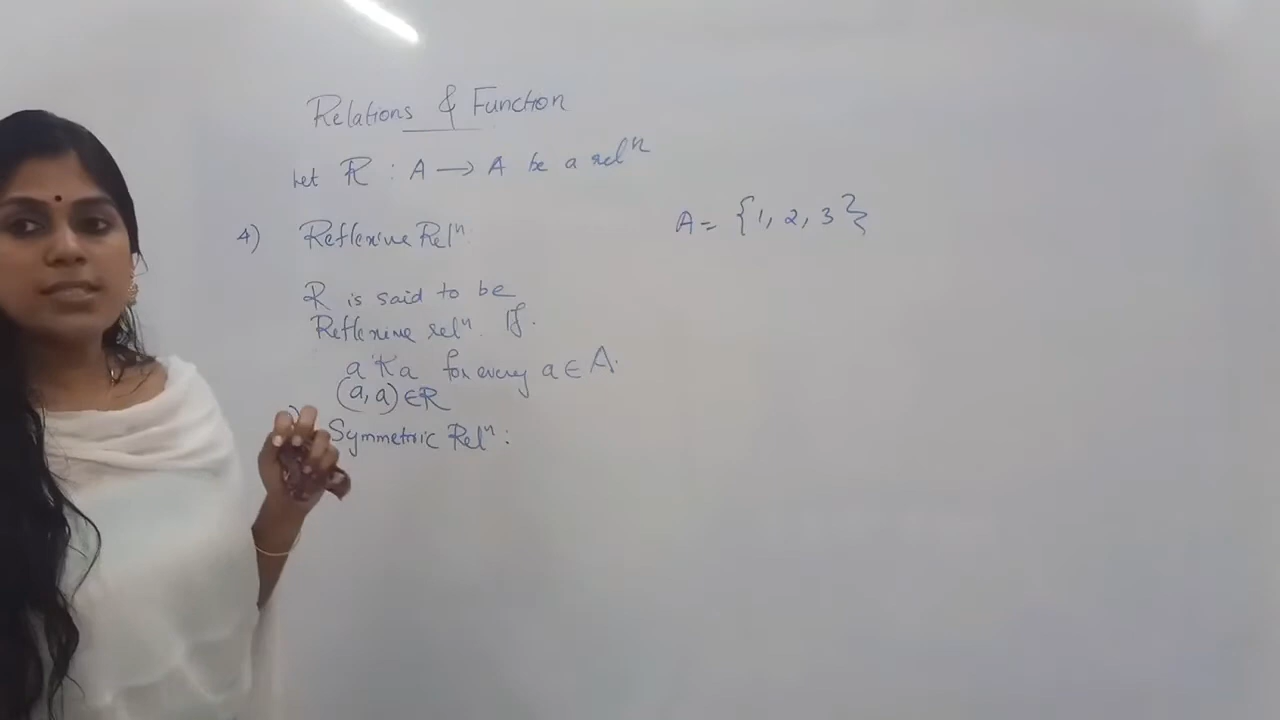 Relations & Function
Let R : A → A be a relⁿ
A = {1, 2, 3}
4) Reflexive Relⁿ
R is said to be
Reflexive relⁿ. If.
a R a for every a ∈ A.
(a, a) ∈ R
Symmetric Relⁿ :